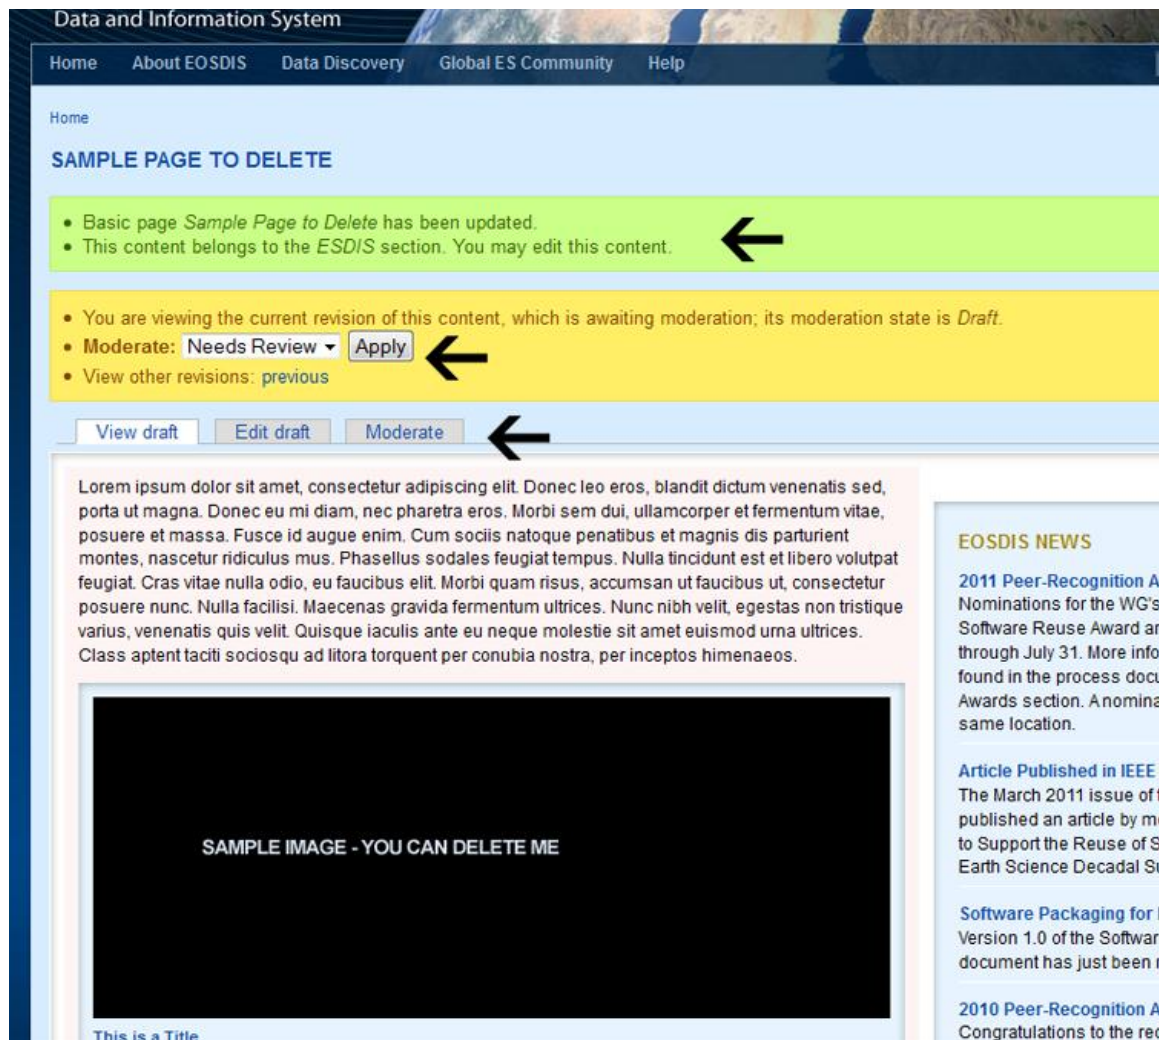 Data and Information System
Home About EOSDIS Data Discovery Global ES Community Help
Home
SAMPLE PAGE TO DELETE
Basic page Sample Page to Delete has been updated.
This content belongs to the ESDIS section. You may edit this content.
You are viewing the current revision of this content, which is awaiting moderation; its moderation state is Draft.
Moderate: Needs Review Apply
View other revisions: previous
View draft Edit draft Moderate
Lorem ipsum dolor sit amet, consectetur adipiscing elit. Donec leo eros, blandit dictum venenatis sed,
porta ut magna. Donec eu mi diam, nec pharetra eros. Morbi sem dui, ullamcorper et fermentum vitae,
posuere et massa. Fusce id augue enim. Cum sociis natoque penatibus et magnis dis parturient
montes, nascetur ridiculus mus. Phasellus sodales feugiat tempus. Nulla tincidunt est et libero volutpat
feugiat. Cras vitae nulla odio, eu faucibus elit. Morbi quam risus, accumsan ut faucibus ut, consectetur
posuere nunc. Nulla facilisi. Maecenas gravida fermentum ultrices. Nunc nibh velit, egestas non tristique
varius, venenatis quis velit. Quisque iaculis ante eu neque molestie sit amet euismod urna ultrices.
Class aptent taciti sociosqu ad litora torquent per conubia nostra, per inceptos himenaeos.
SAMPLE IMAGE - YOU CAN DELETE ME
This is a Title
EOSDIS NEWS
2011 Peer-Recognition A
Nominations for the WG's
Software Reuse Award
through July 31. More info
found in the process docu
Awards section. A nomina
same location.
Article Published in IEEE
The March 2011 issue of
published an article by
to Support the Reuse of S
Earth Science Decadal
Software Packaging for
Version 1.0 of the Softwar
document has just been
2010 Peer-Recognition A
Congratulations to the